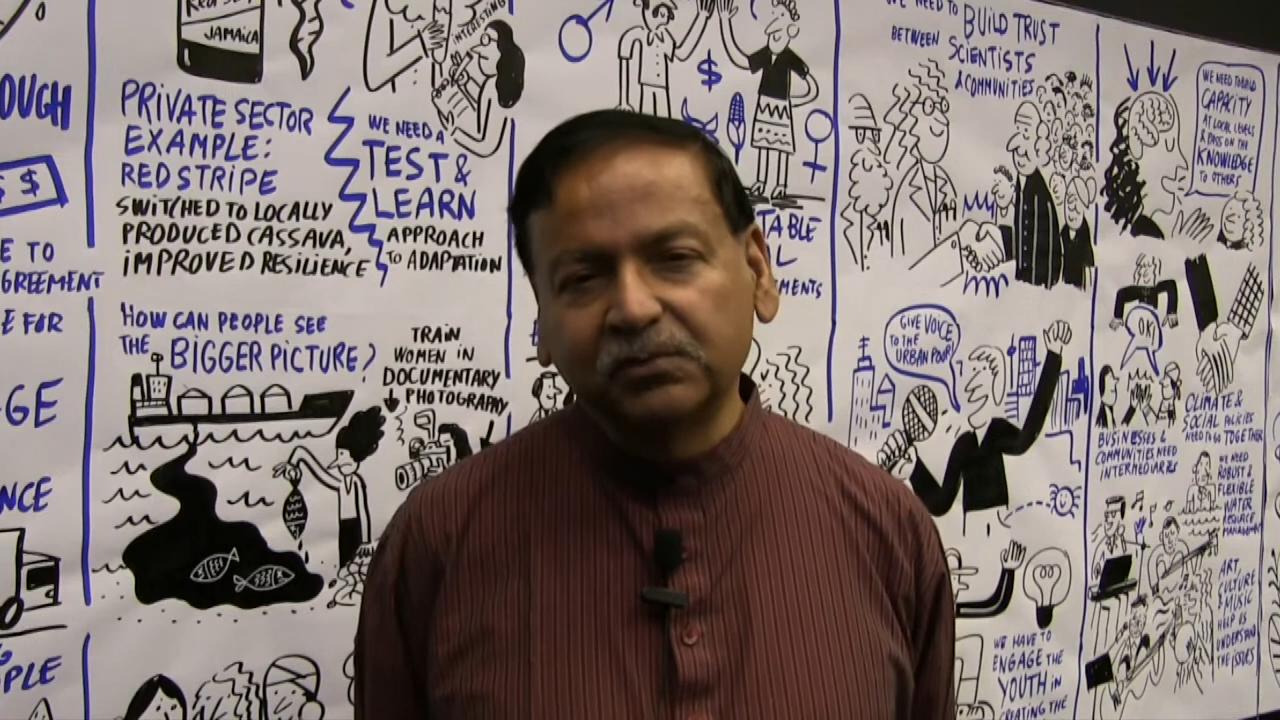 RED STRIPE
JAMAICA
OUGH
$ $
E TO
GREEMENT
E FOR
GE
NCE
PLE
PRIVATE SECTOR
EXAMPLE:
RED STRIPE
SWITCHED TO LOCALLY
PRODUCED CASSAVA,
IMPROVED RESILIENCE
WE NEED A
TEST &
LEARN
APPROACH
TO ADAPTATION
INTERESTING
HOW CAN PEOPLE SEE
THE BIGGER PICTURE?
TRAIN
WOMEN IN
DOCUMENTARY
PHOTOGRAPHY
$
TABLE
MENTS
WE NEED TO BUILD TRUST
BETWEEN SCIENTISTS
& COMMUNITIES
GIVE VOICE
TO THE
URBAN POOR
WE HAVE TO
ENGAGE THE
YOUTH IN
CREATING THE
WE NEED TO BUILD
CAPACITY
AT LOCAL LEVELS
& PASS ON THE
KNOWLEDGE
TO OTHERS
OK!
BUSINESSES &
COMMUNITIES NEED
INTERMEDIARIES
CLIMATE &
SOCIAL POLICIES
NEED TO GO TOGETHER
WE NEED
ROBUST &
FLEXIBLE
WATER
RESOURCE
MANAGEMENT
ART,
CULTURE
& MUSIC
HELP US
UNDERSTAND
THE ISSUES